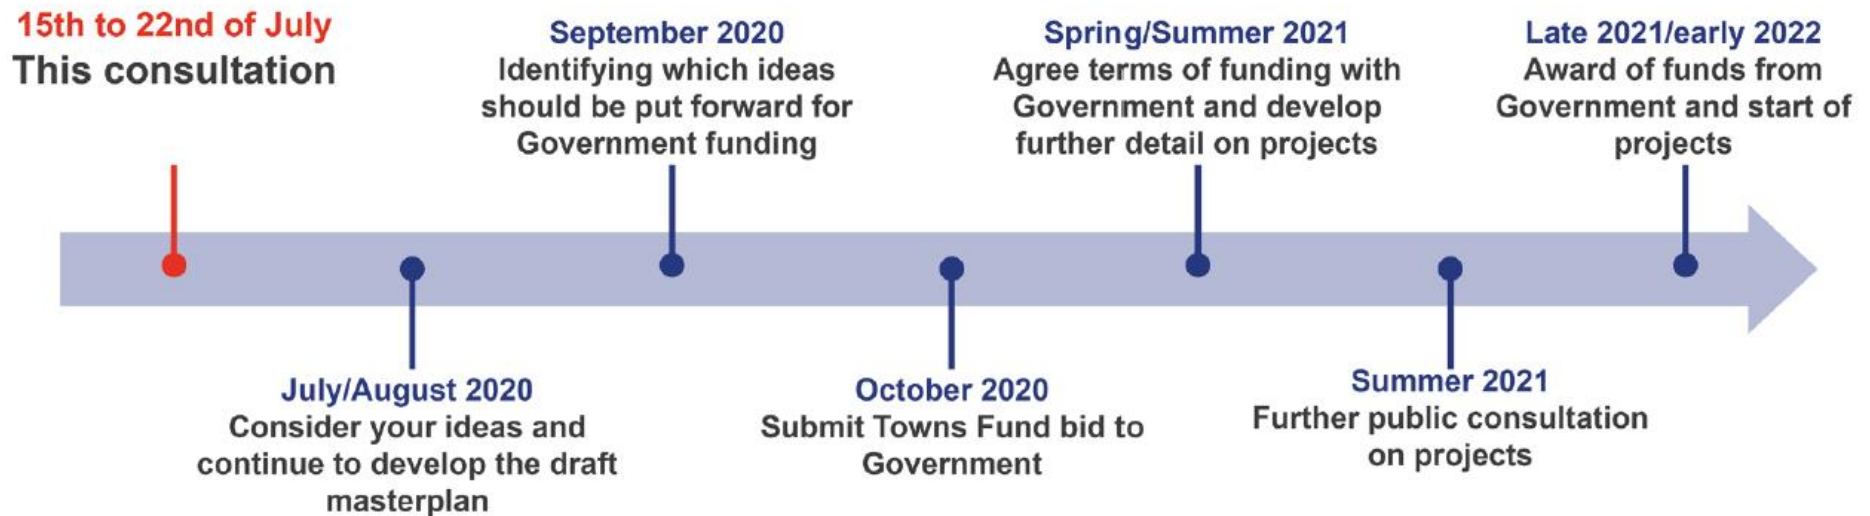 15th to 22nd of July
This consultation
July/August 2020
Consider your ideas and
continue to develop the draft
masterplan
September 2020
Identifying which ideas
should be put forward for
Government funding
October 2020
Submit Towns Fund bid to
Government
Spring/Summer 2021
Agree terms of funding with
Government and develop
further detail on projects
Summer 2021
Further public consultation
on projects
Late 2021/early 2022
Award of funds from
Government and start of
projects